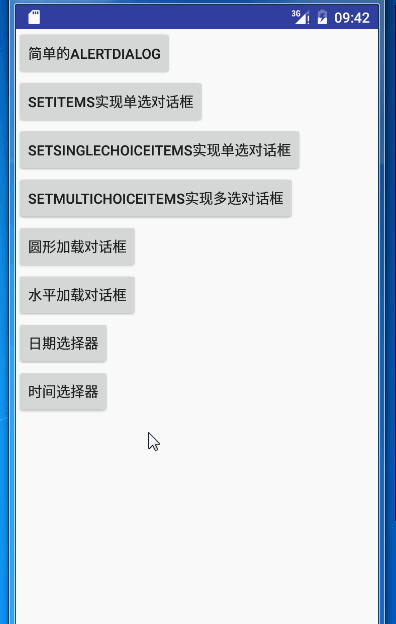 3G 09:42
简单的ALERTDIALOG
SETITEMS实现单选对话框
SETSINGLECHOICEITEMS实现单选对话框
SETMULTICHOICEITEMS实现多选对话框
圆形加载对话框
水平加载对话框
日期选择器
时间选择器